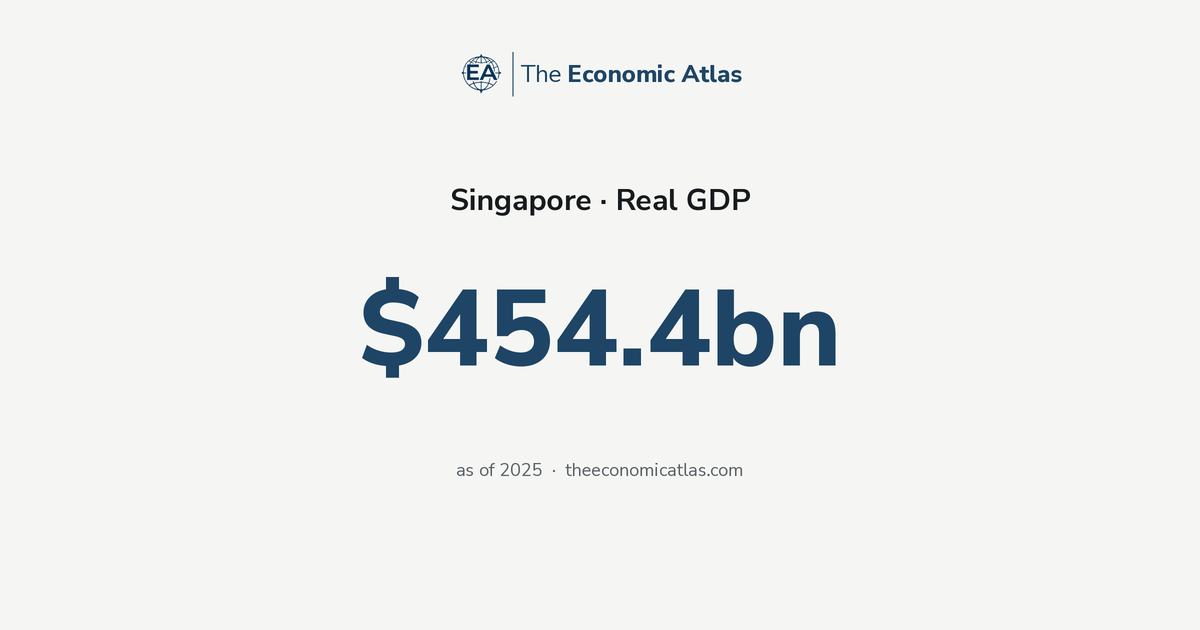 EA The Economic Atlas
Singapore · Real GDP
$454.4bn
as of 2025 · theeconomicatlas.com